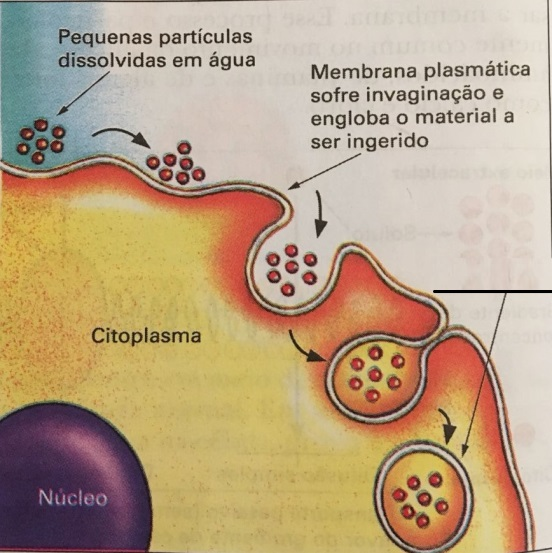 Pequenas partículas
dissolvidas em água
Membrana plasmática
sofre invaginação e
engloba o material a
ser ingerido
Citoplasma
Núcleo